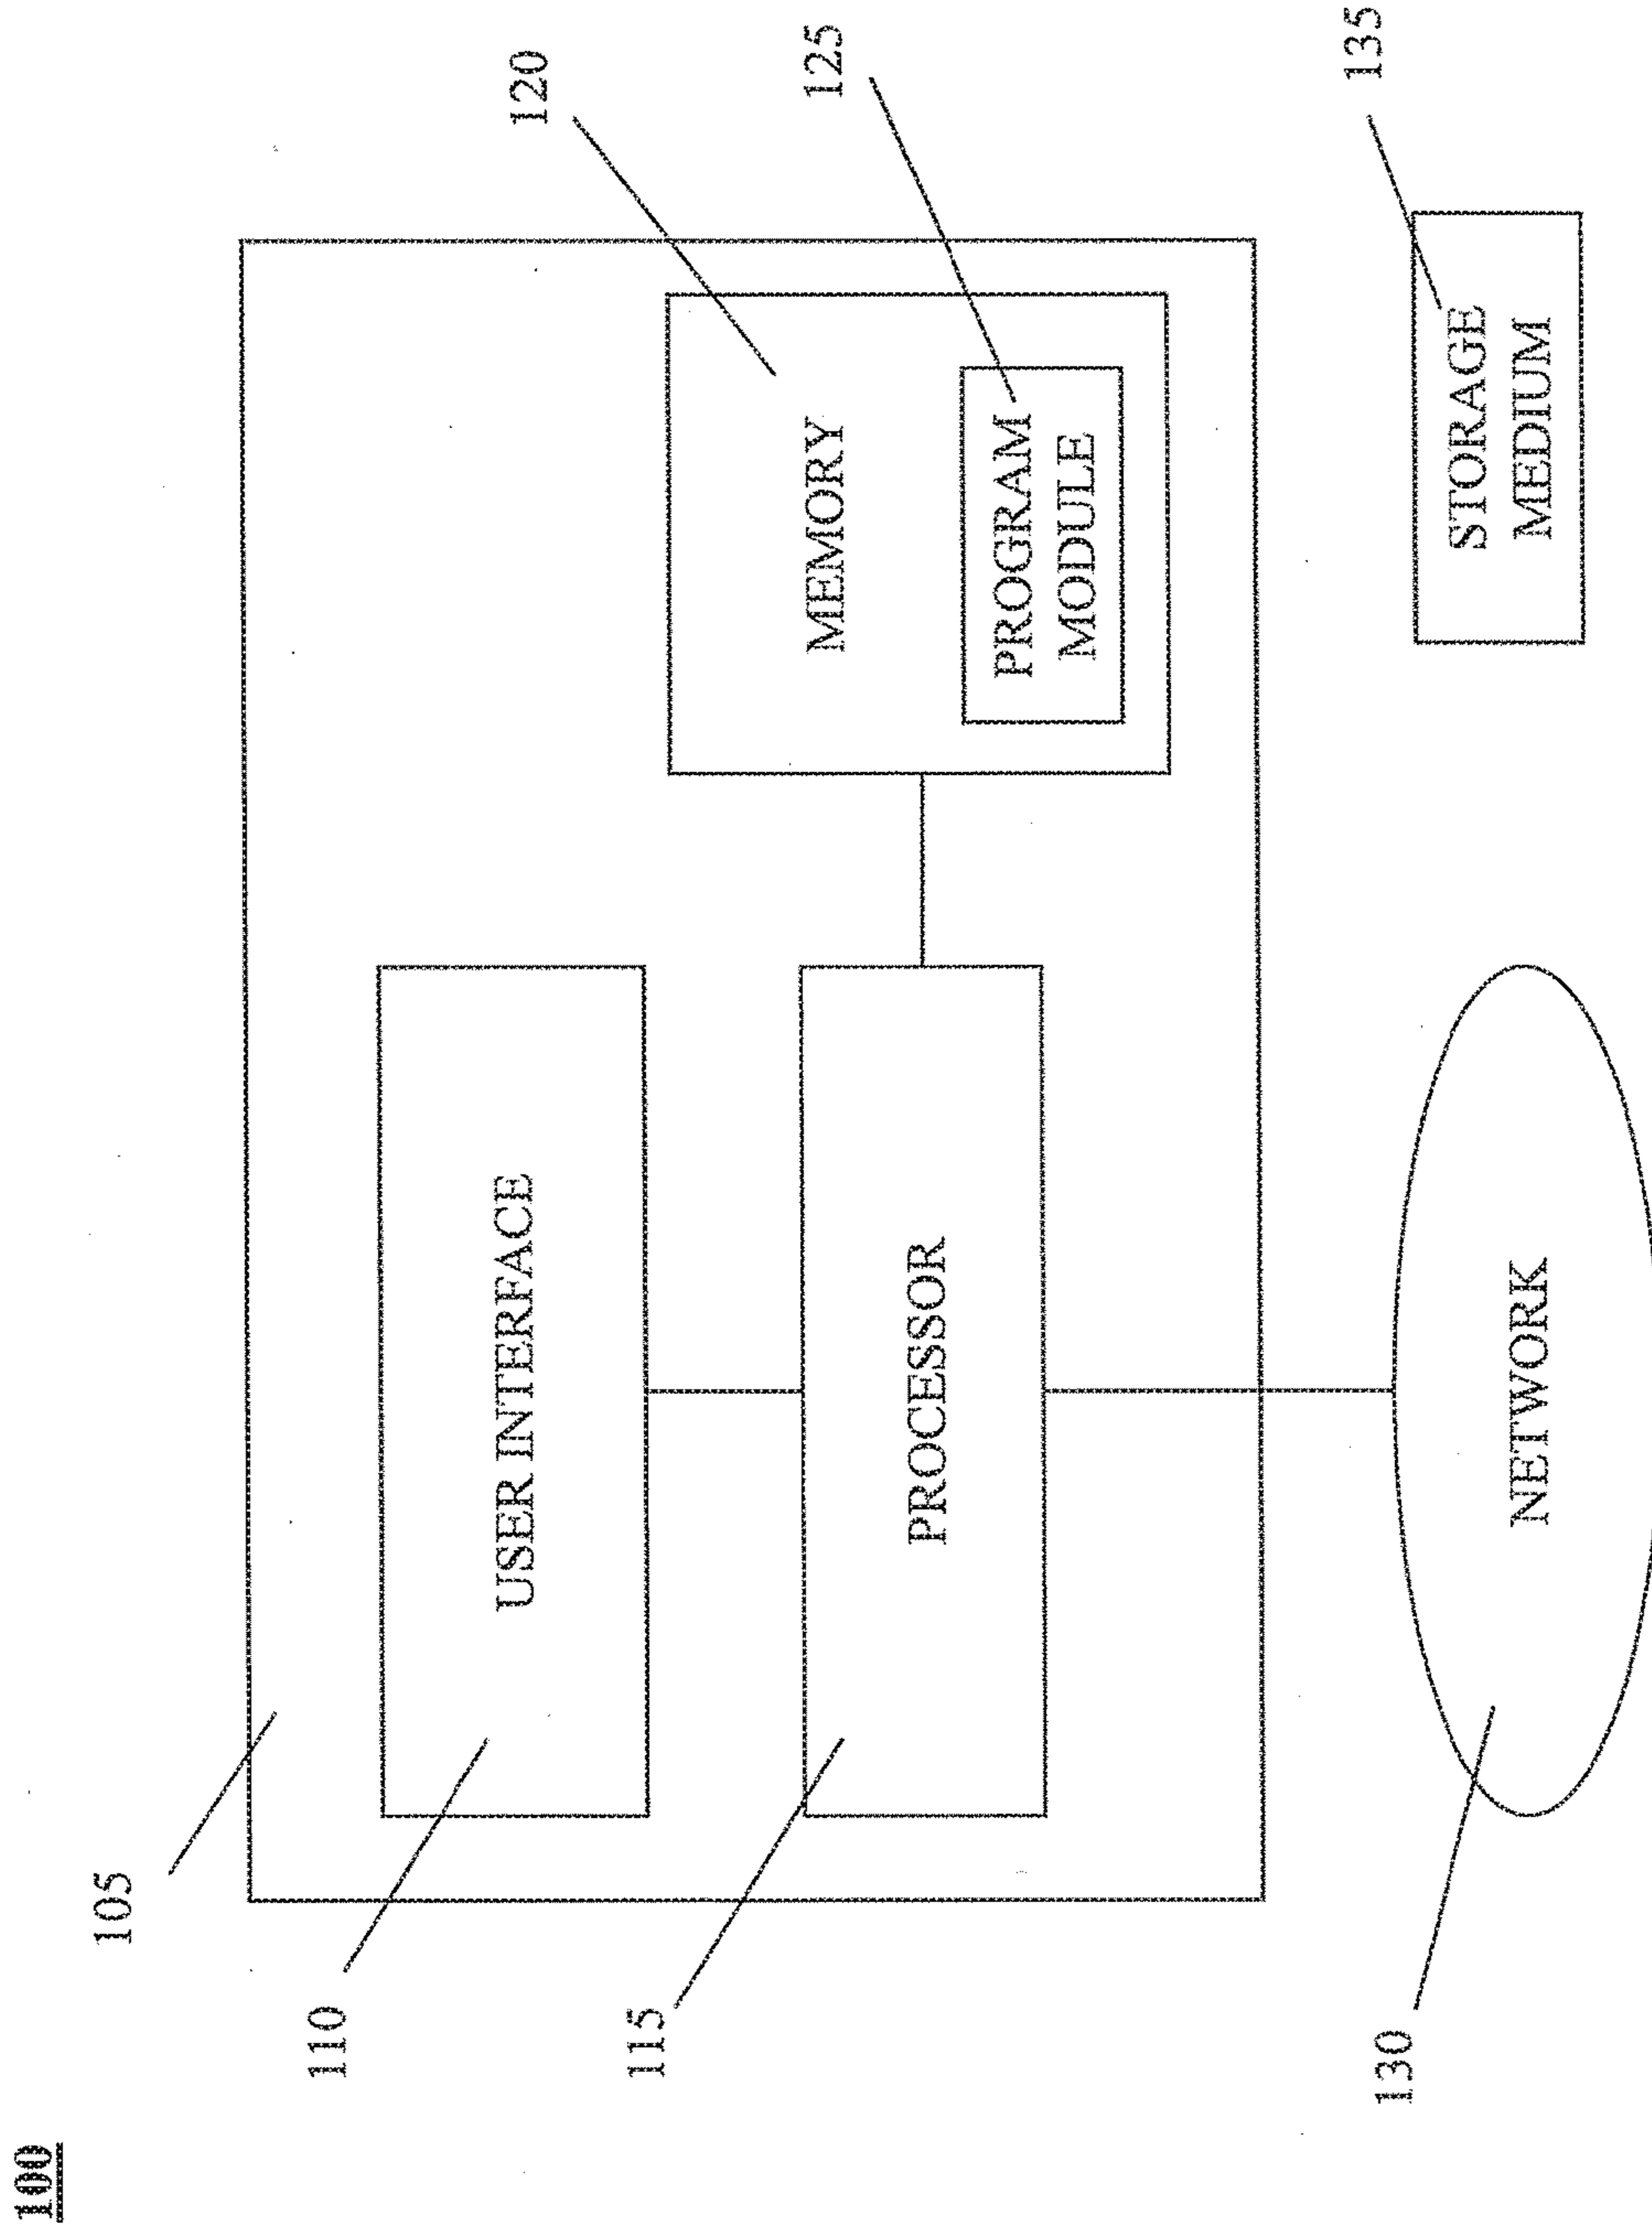 100
105
110
USER INTERFACE
115
PROCESSOR
120
MEMORY
125
PROGRAM
MODULE
130
NETWORK
135
STORAGE
MEDIUM